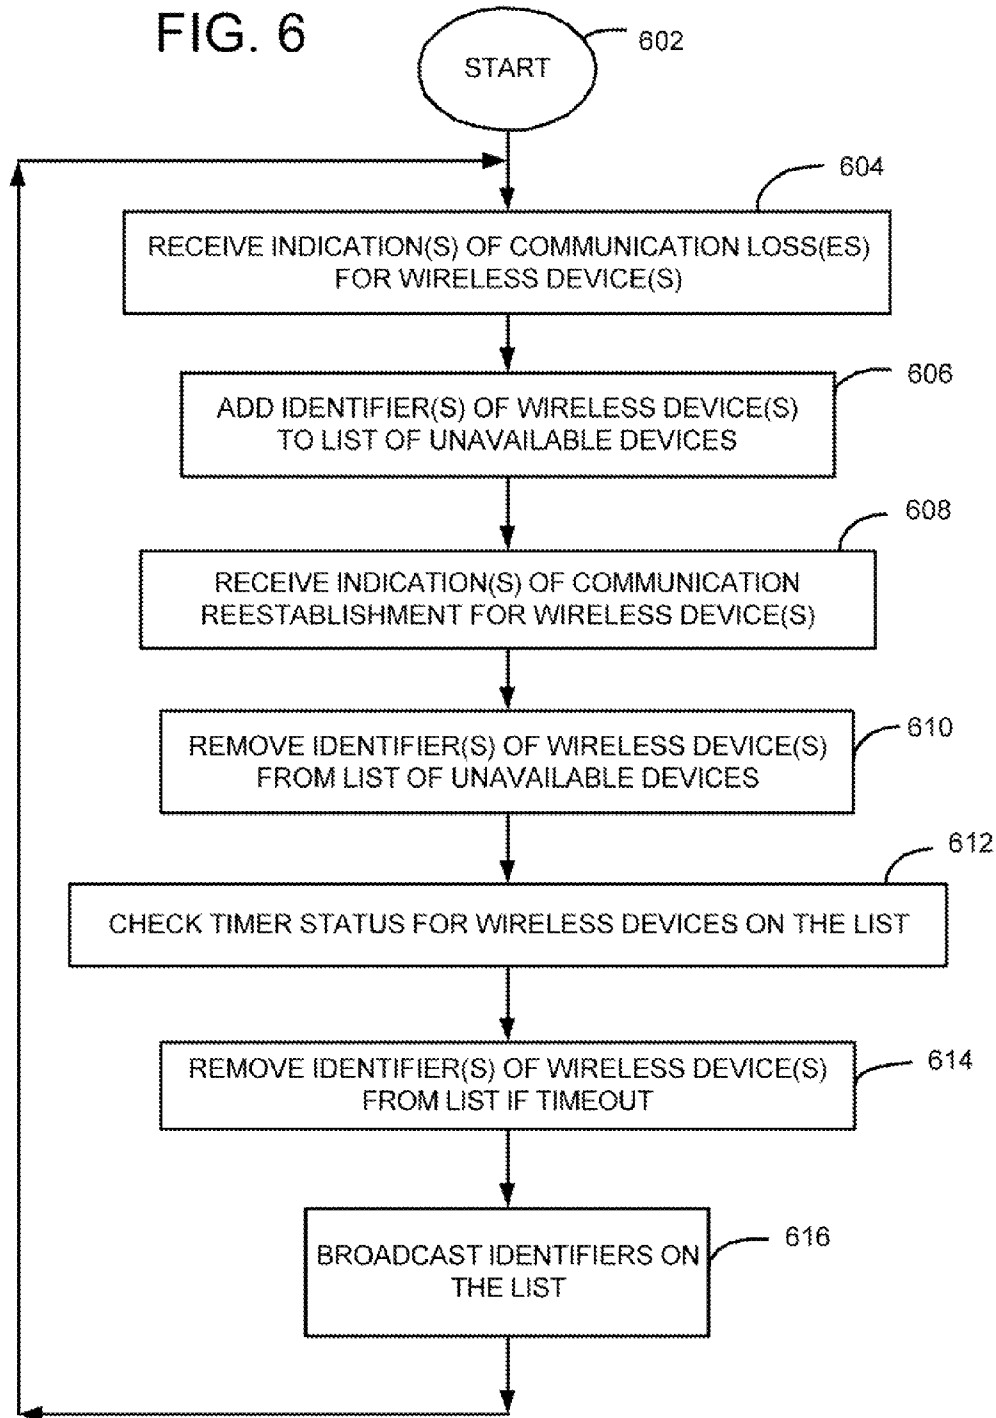 FIG. 6
START
602
604
RECEIVE INDICATION(S) OF COMMUNICATION LOSS(ES)
FOR WIRELESS DEVICE(S)
606
ADD IDENTIFIER(S) OF WIRELESS DEVICE(S)
TO LIST OF UNAVAILABLE DEVICES
608
RECEIVE INDICATION(S) OF COMMUNICATION
REESTABLISHMENT FOR WIRELESS DEVICE(S)
610
REMOVE IDENTIFIER(S) OF WIRELESS DEVICE(S)
FROM LIST OF UNAVAILABLE DEVICES
612
CHECK TIMER STATUS FOR WIRELESS DEVICES ON THE LIST
614
REMOVE IDENTIFIER(S) OF WIRELESS DEVICE(S)
FROM LIST IF TIMEOUT
616
BROADCAST IDENTIFIERS ON
THE LIST